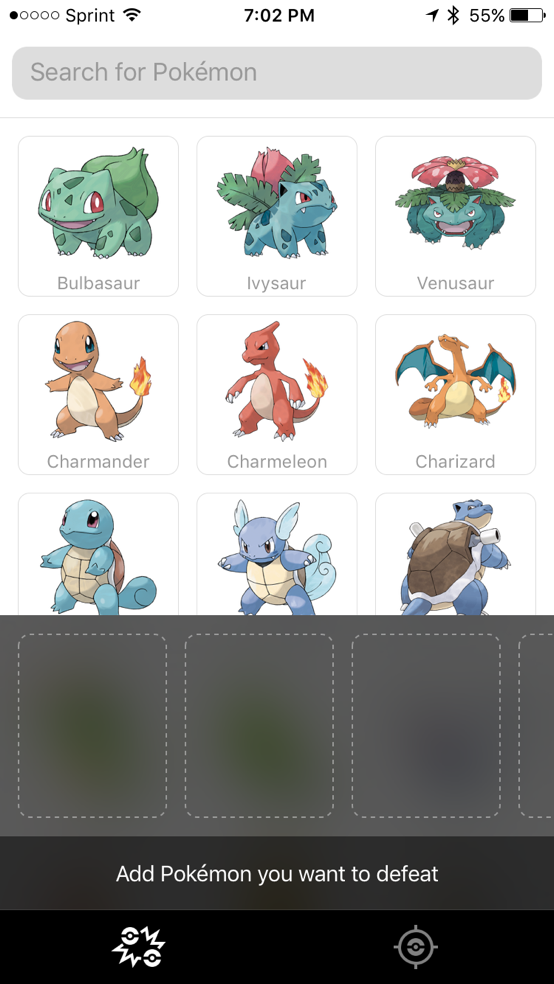 Sprint 7:02 PM 55%
Search for Pokémon
Bulbasaur Ivysaur Venusaur
Charmander Charmeleon Charizard
Add Pokémon you want to defeat